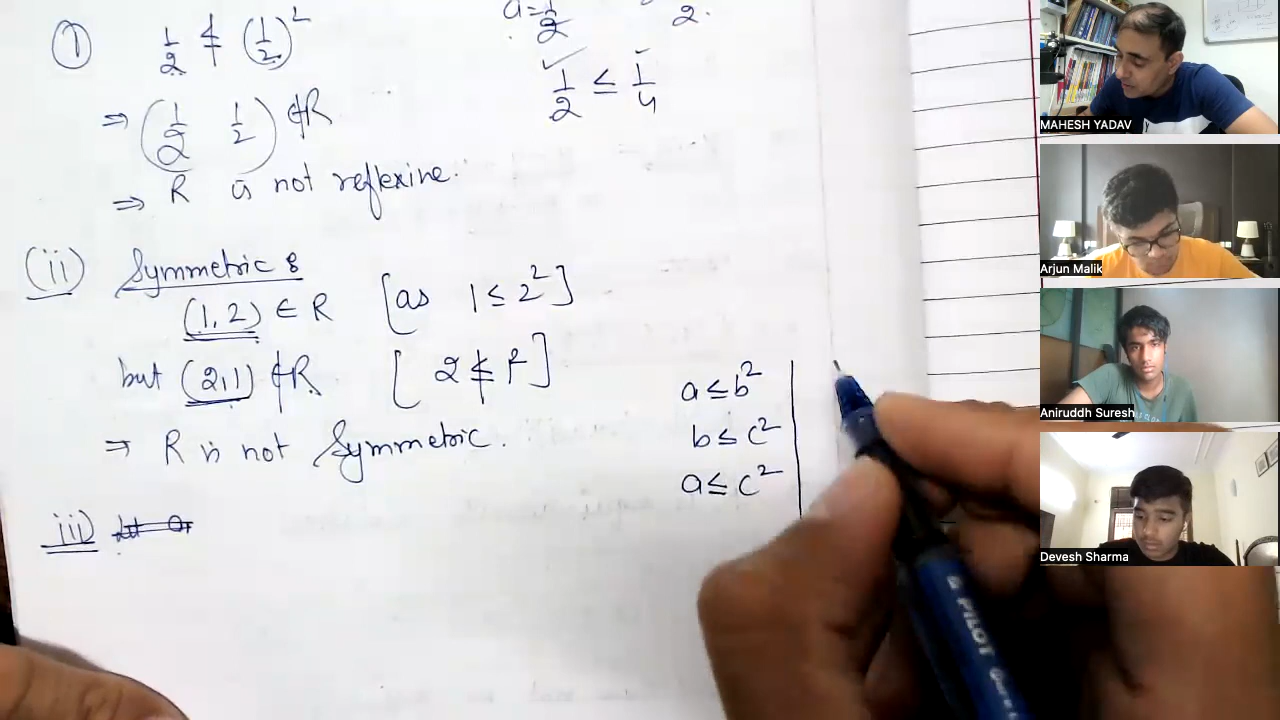 ① 1/2 ≰ (1/2)²
⇒ (1/2 1/2) ∉ R
⇒ R is not reflexive.
a = 1/2
2.
1/2 ≤ 1/4
(ii) Symmetric :
(1, 2) ∈ R [as 1 ≤ 2²]
but (2,1) ∉ R [ 2 ≰ 1²]
⇒ R is not Symmetric.
iii)
a ≤ b²
b ≤ c²
a ≤ c²
PILOT
MAHESH YADAV
Arjun Malik
Aniruddh Suresh
Devesh Sharma